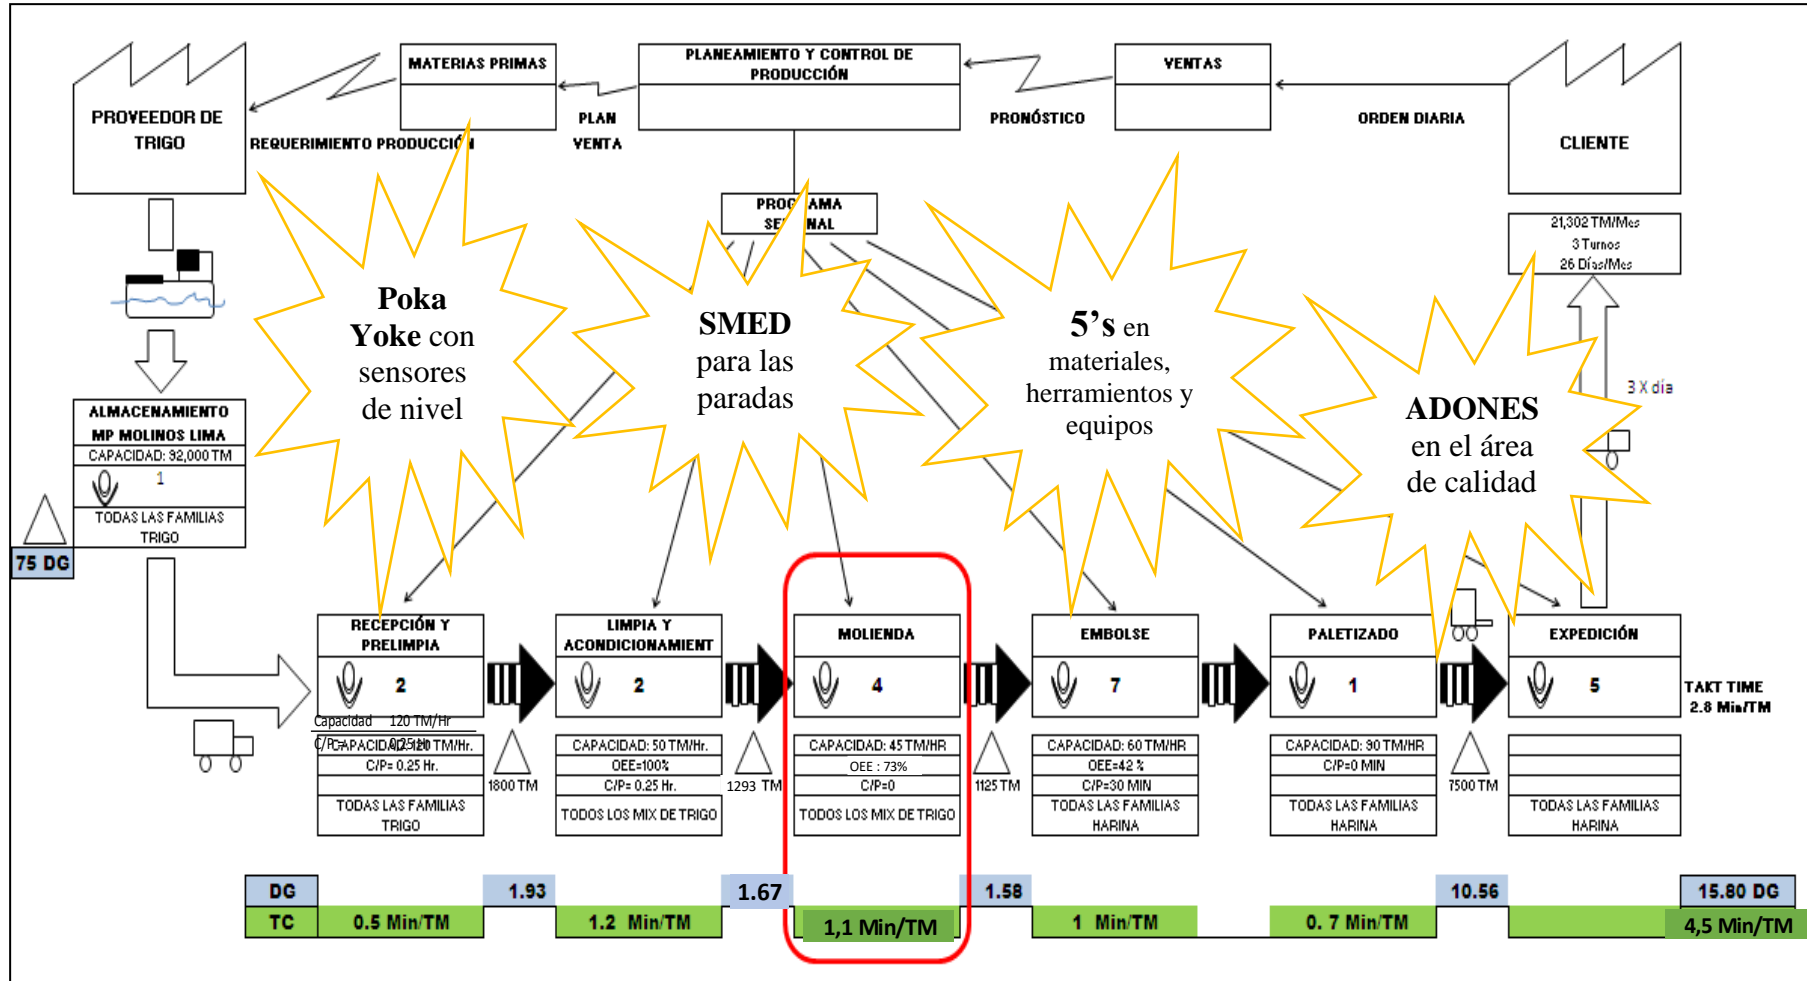 MATERIAS PRIMAS
PLANEAMIENTO Y CONTROL DE
PRODUCCIÓN
VENTAS
PROVEEDOR DE
TRIGO
REQUERIMIENTO PRODUCCIÓN
PLAN
VENTA
PRONÓSTICO
ORDEN DIARIA
CLIENTE
PROGRAMA
SEMANAL
21,302 TM/Mes
3 Turnos
26 Días/Mes
Poka
Yoke con
sensores
de nivel
SMED
para las
paradas
5's en
materiales,
herramientos y
equipos
ADONES
en el área
de calidad
3 X día
ALMACENAMIENTO
MP MOLINOS LIMA
CAPACIDAD: 92,000 TM
1
TODAS LAS FAMILIAS
TRIGO
75 DG
RECEPCIÓN Y
PRELIMPIA
2
Capacidad 120 TM/Hr
C/P= 0.25 Hr
CAPACIDAD: 120 TM/Hr.
C/P= 0.25 Hr.
TODAS LAS FAMILIAS
TRIGO
1800 TM
LIMPIA Y
ACONDICIONAMIENT
2
CAPACIDAD: 50 TM/Hr.
OEE=100%
C/P= 0.25 Hr.
TODOS LOS MIX DE TRIGO
1293 TM
MOLIENDA
4
CAPACIDAD: 45 TM/HR
OEE : 73%
C/P=0
TODOS LOS MIX DE TRIGO
1125 TM
EMBOLSE
7
CAPACIDAD: 60 TM/HR
OEE=42 %
C/P=30 MIN
TODAS LAS FAMILIAS
HARINA
PALETIZADO
1
CAPACIDAD: 90 TM/HR
C/P=0 MIN
TODAS LAS FAMILIAS
HARINA
7500 TM
EXPEDICIÓN
5
TODAS LAS FAMILIAS
HARINA
TAKT TIME
2.8 Min/TM
DG 1.93 1.67 1.58 10.56 15.80 DG
TC 0.5 Min/TM 1.2 Min/TM 1,1 Min/TM 1 Min/TM 0. 7 Min/TM 4,5 Min/TM